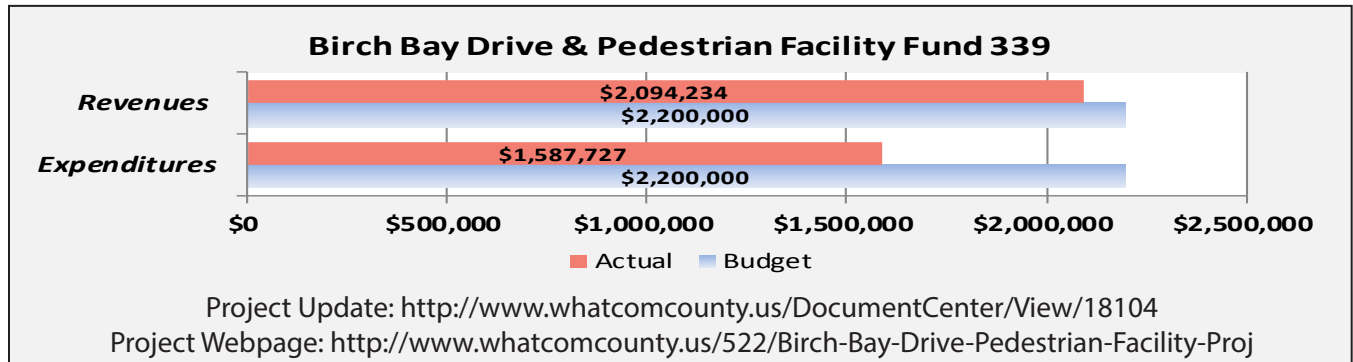 Birch Bay Drive & Pedestrian Facility Fund 339
Revenues
$2,094,234
$2,200,000
Expenditures
$1,587,727
$2,200,000
$0 $500,000 $1,000,000 $1,500,000 $2,000,000 $2,500,000
Actual Budget
Project Update: http://www.whatcomcounty.us/DocumentCenter/View/18104
Project Webpage: http://www.whatcomcounty.us/522/Birch-Bay-Drive-Pedestrian-Facility-Proj